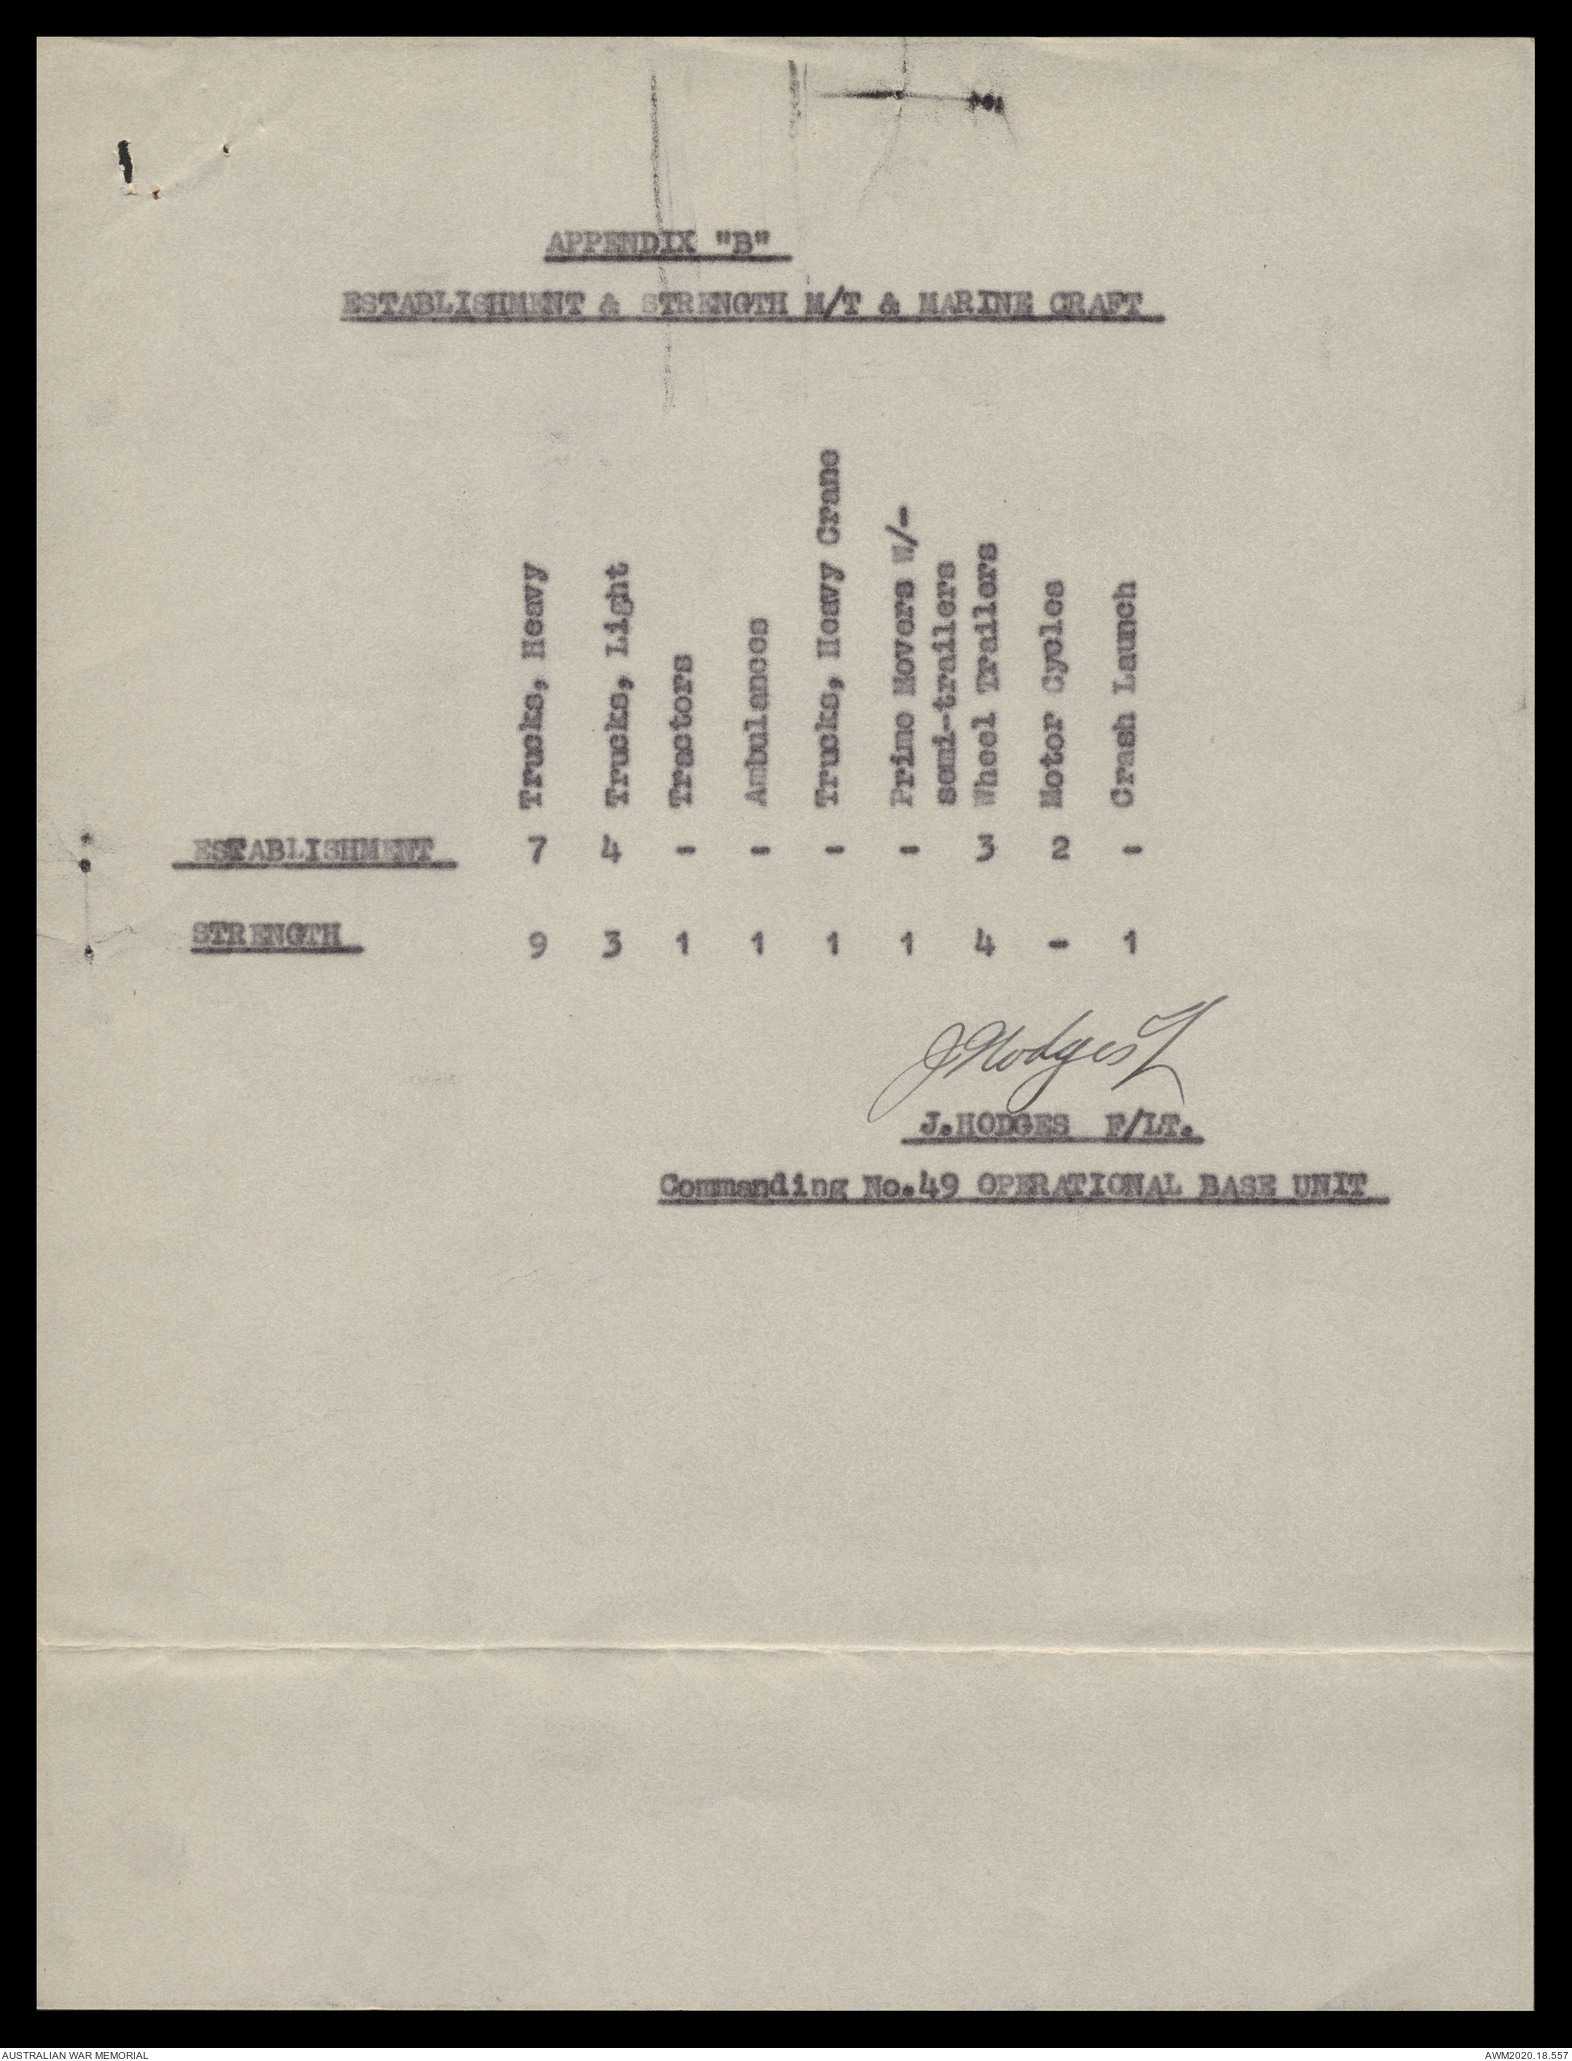 APPENDIX "B"
ESTABLISHMENT & STRENGTH M/T & MARINE CRAFT
Trucks, Heavy
Trucks, Light
Tractors
Ambulances
Trucks, Heavy Crane
Prime Movers W/-
semi-trailers
Wheel Trailers
Motor Cycles
Crash Launch
ESTABLISHMENT 7 4 - - - - 3 2 -
STRENGTH 9 3 1 1 1 1 4 - 1
J Hodges F/L
J.HODGES F/LT.
Commanding No.49 OPERATIONAL BASE UNIT
AUSTRALIAN WAR MEMORIAL AWM2020.18.557